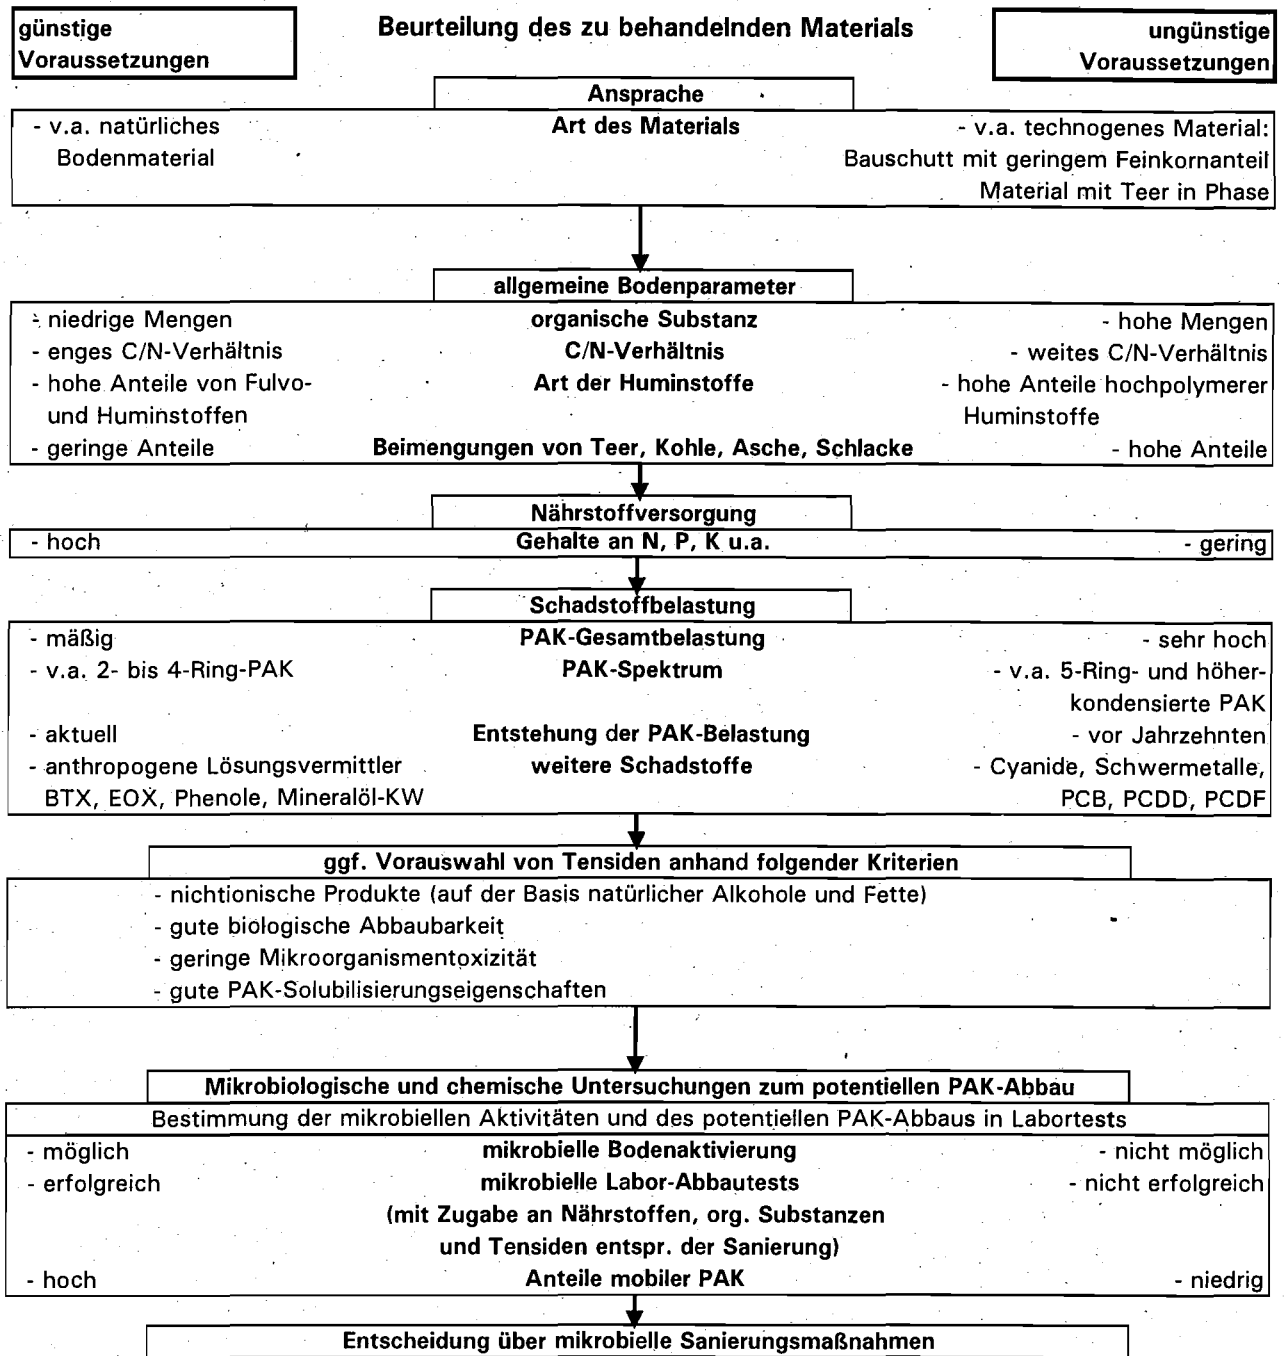 günstige Voraussetzungen
Beurteilung des zu behandelnden Materials
ungünstige Voraussetzungen
Ansprache
- v.a. natürliches Art des Materials - v.a. technogenes Material:
Bodenmaterial Bauschutt mit geringem Feinkornanteil
Material mit Teer in Phase
allgemeine Bodenparameter
- niedrige Mengen organische Substanz - hohe Mengen
- enges C/N-Verhältnis C/N-Verhältnis - weites C/N-Verhältnis
- hohe Anteile von Fulvo- Art der Huminstoffe - hohe Anteile hochpolymerer
und Huminstoffen Huminstoffe
- geringe Anteile Beimengungen von Teer, Kohle, Asche, Schlacke - hohe Anteile
Nährstoffversorgung
- hoch Gehalte an N, P, K u.a. - gering
Schadstoffbelastung
- mäßig PAK-Gesamtbelastung - sehr hoch
- v.a. 2- bis 4-Ring-PAK PAK-Spektrum - v.a. 5-Ring- und höher-
kondensierte PAK
- aktuell Entstehung der PAK-Belastung - vor Jahrzehnten
- anthropogene Lösungsvermittler weitere Schadstoffe - Cyanide, Schwermetalle,
BTX, EOX, Phenole, Mineralöl-KW PCB, PCDD, PCDF
ggf. Vorauswahl von Tensiden anhand folgender Kriterien
- nichtionische Produkte (auf der Basis natürlicher Alkohole und Fette)
- gute biologische Abbaubarkeit
- geringe Mikroorganismentoxizität
- gute PAK-Solubilisierungseigenschaften
Mikrobiologische und chemische Untersuchungen zum potentiellen PAK-Abbau
Bestimmung der mikrobiellen Aktivitäten und des potentiellen PAK-Abbaus in Labortests
- möglich mikrobielle Bodenaktivierung - nicht möglich
- erfolgreich mikrobielle Labor-Abbautests - nicht erfolgreich
(mit Zugabe an Nährstoffen, org. Substanzen
und Tensiden entspr. der Sanierung)
- hoch Anteile mobiler PAK - niedrig
Entscheidung über mikrobielle Sanierungsmaßnahmen